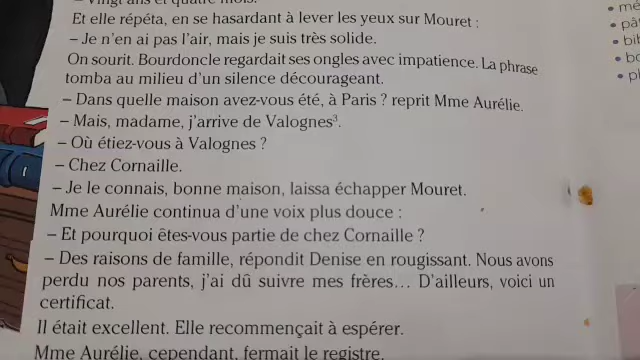 – Vingt ans et quatre mois.
Et elle répéta, en se hasardant à lever les yeux sur Mouret :
– Je n'en ai pas l'air, mais je suis très solide.
On sourit. Bourdoncle regardait ses ongles avec impatience. La phrase
tomba au milieu d'un silence décourageant.
– Dans quelle maison avez-vous été, à Paris ? reprit Mme Aurélie.
– Mais, madame, j'arrive de Valognes³.
– Où étiez-vous à Valognes ?
– Chez Cornaille.
– Je le connais, bonne maison, laissa échapper Mouret.
Mme Aurélie continua d'une voix plus douce :
– Et pourquoi êtes-vous partie de chez Cornaille ?
– Des raisons de famille, répondit Denise en rougissant. Nous avons
perdu nos parents, j'ai dû suivre mes frères… D'ailleurs, voici un
certificat.
Il était excellent. Elle recommençait à espérer.
Mme Aurélie, cependant, fermait le registre.